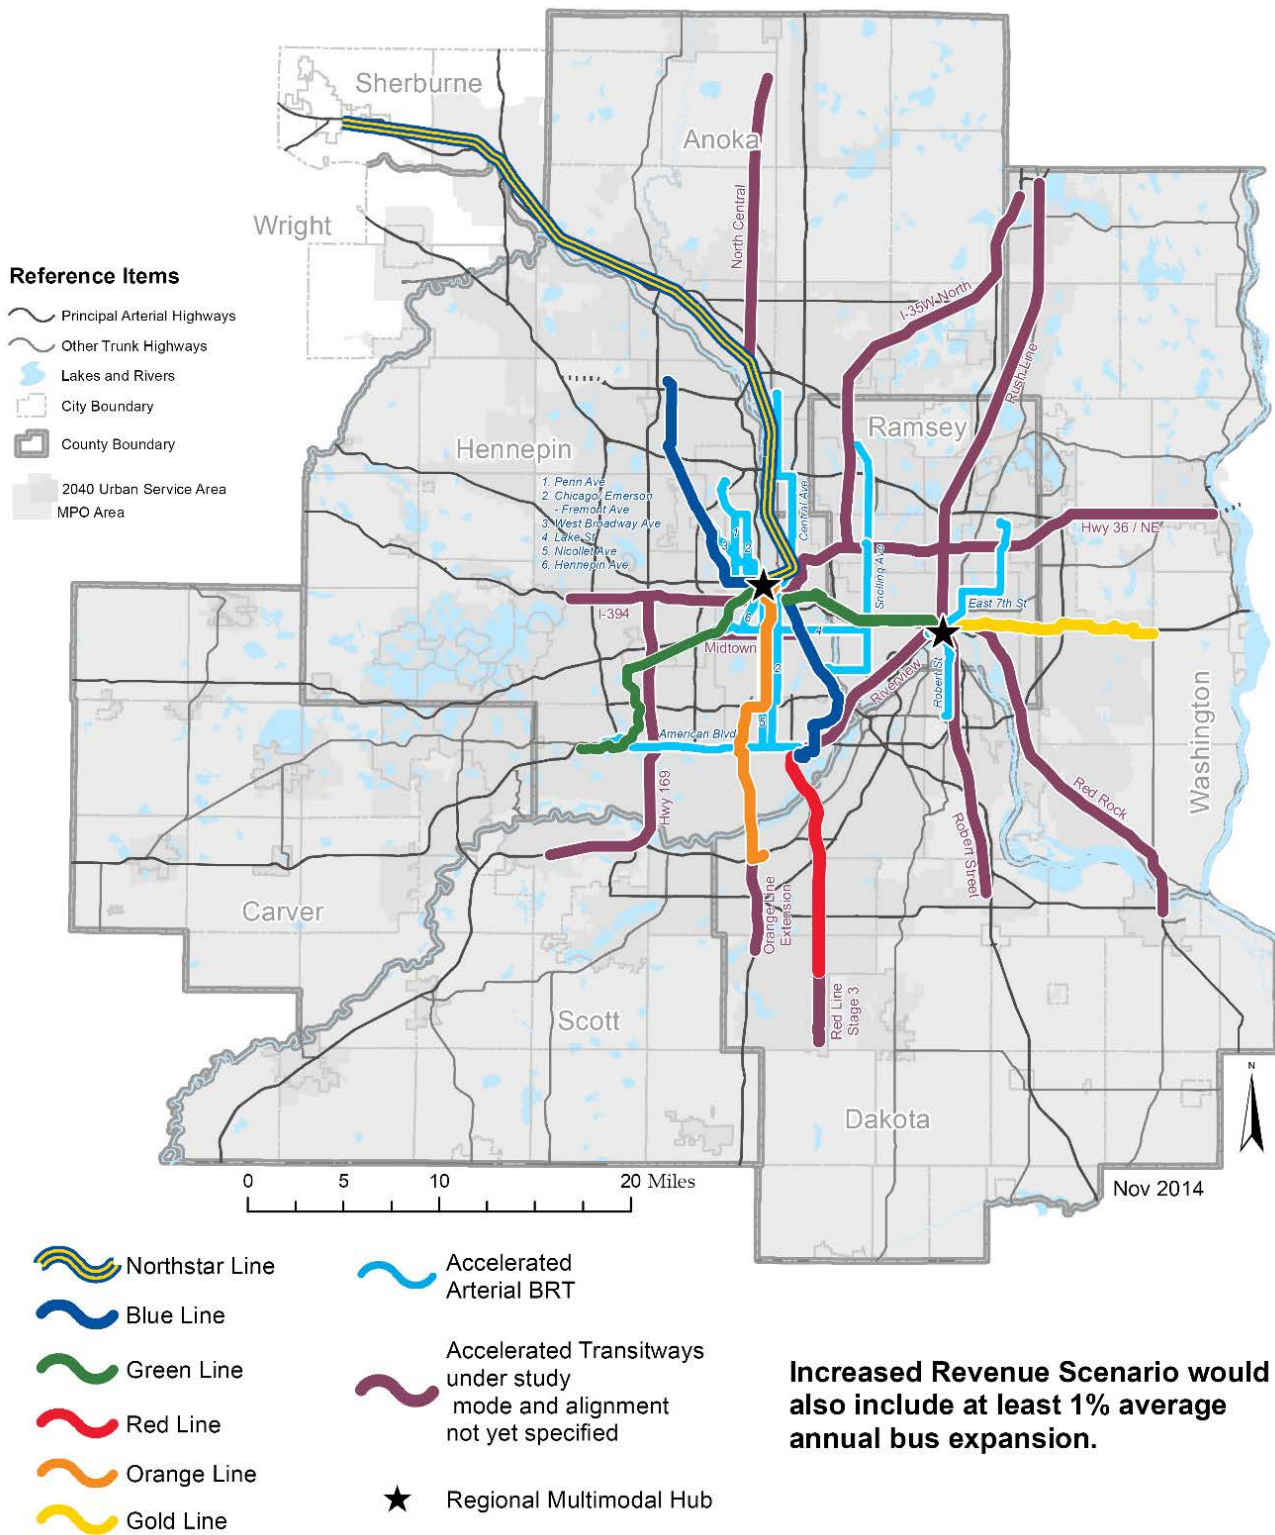 Sherburne
Anoka
Wright
North Central
Reference Items
Principal Arterial Highways
Other Trunk Highways
Lakes and Rivers
City Boundary
County Boundary
2040 Urban Service Area
MPO Area
I-35W North
Rush Line
Ramsey
Hennepin
1. Penn Ave
2. Chicago/Emerson
- Fremont Ave
3. West Broadway Ave
4. Lake St
5. Nicollet Ave
6. Hennepin Ave
Central Ave
1
3
2
Snelling Ave
Hwy 36 / NE
I-394
6
4
East 7th St
Midtown
2
Riverview
Robert St
5
American Blvd
Hwy 169
Washington
Red Rock
Robert Street
Orange Line
Extension
Carver
Red Line
Stage 3
Scott
Dakota
N
Nov 2014
0 5 10 20 Miles
Northstar Line
Blue Line
Green Line
Red Line
Orange Line
Gold Line
Accelerated
Arterial BRT
Accelerated Transitways
under study
mode and alignment
not yet specified
Regional Multimodal Hub
Increased Revenue Scenario would
also include at least 1% average
annual bus expansion.